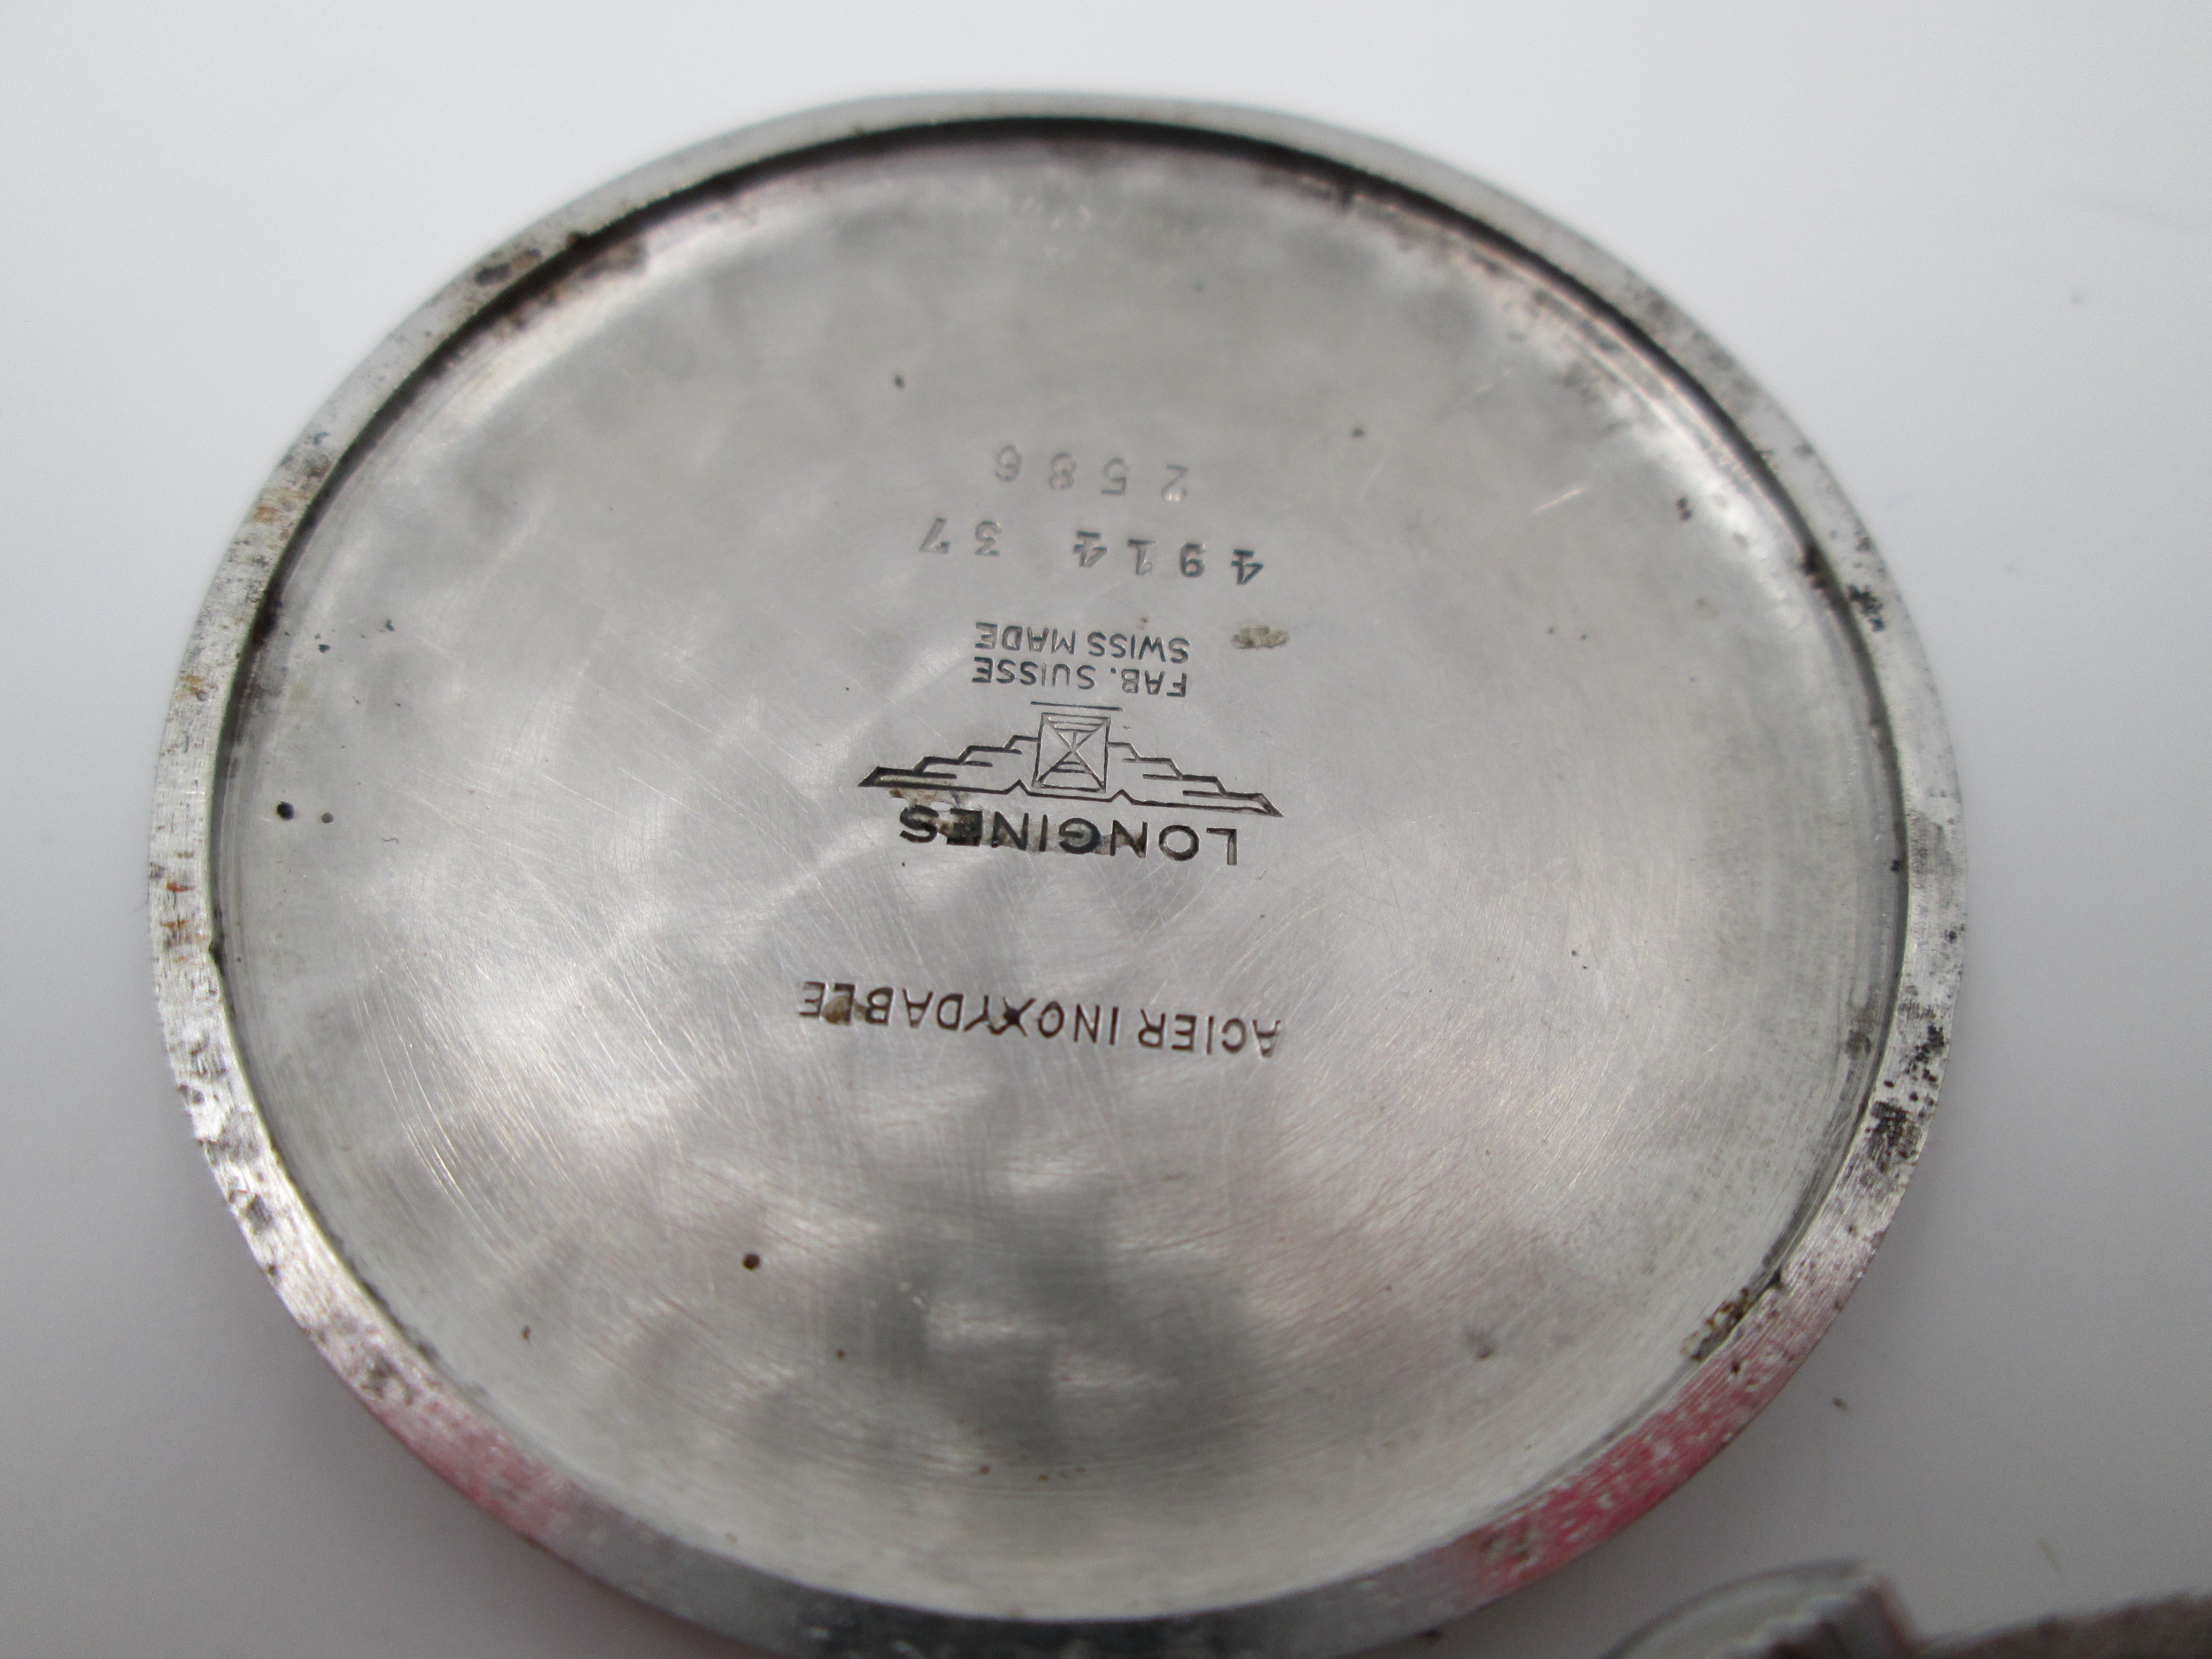 ACIER INOXYDABLE
LONGINES
FAB. SUISSE
SWISS MADE
4914 37
2586